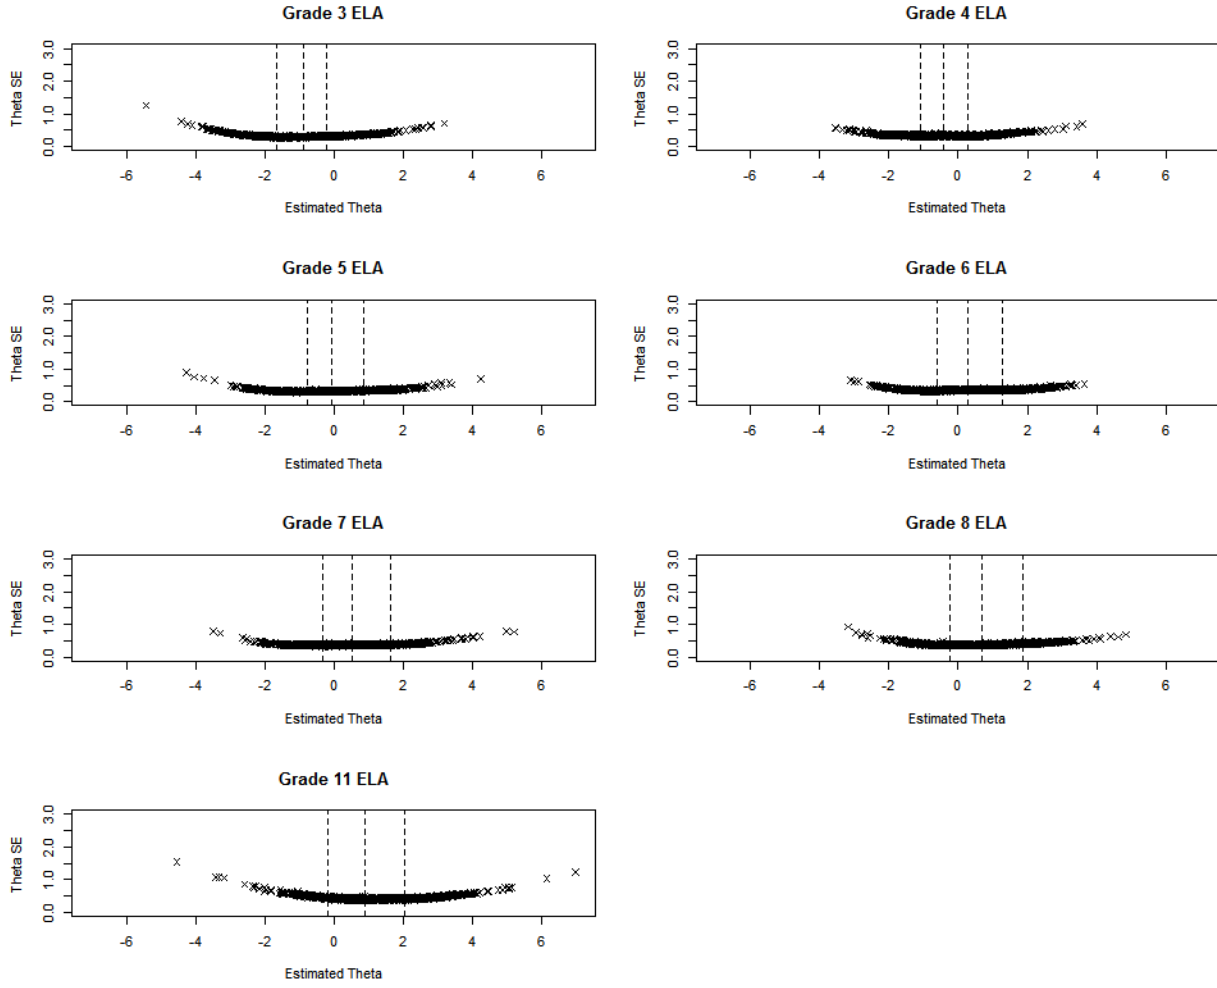 Grade 3 ELA
Theta SE
0.0 1.0 2.0 3.0
-6 -4 -2 0 2 4 6
Estimated Theta
Grade 4 ELA
Theta SE
0.0 1.0 2.0 3.0
-6 -4 -2 0 2 4 6
Estimated Theta
Grade 5 ELA
Theta SE
0.0 1.0 2.0 3.0
-6 -4 -2 0 2 4 6
Estimated Theta
Grade 6 ELA
Theta SE
0.0 1.0 2.0 3.0
-6 -4 -2 0 2 4 6
Estimated Theta
Grade 7 ELA
Theta SE
0.0 1.0 2.0 3.0
-6 -4 -2 0 2 4 6
Estimated Theta
Grade 8 ELA
Theta SE
0.0 1.0 2.0 3.0
-6 -4 -2 0 2 4 6
Estimated Theta
Grade 11 ELA
Theta SE
0.0 1.0 2.0 3.0
-6 -4 -2 0 2 4 6
Estimated Theta